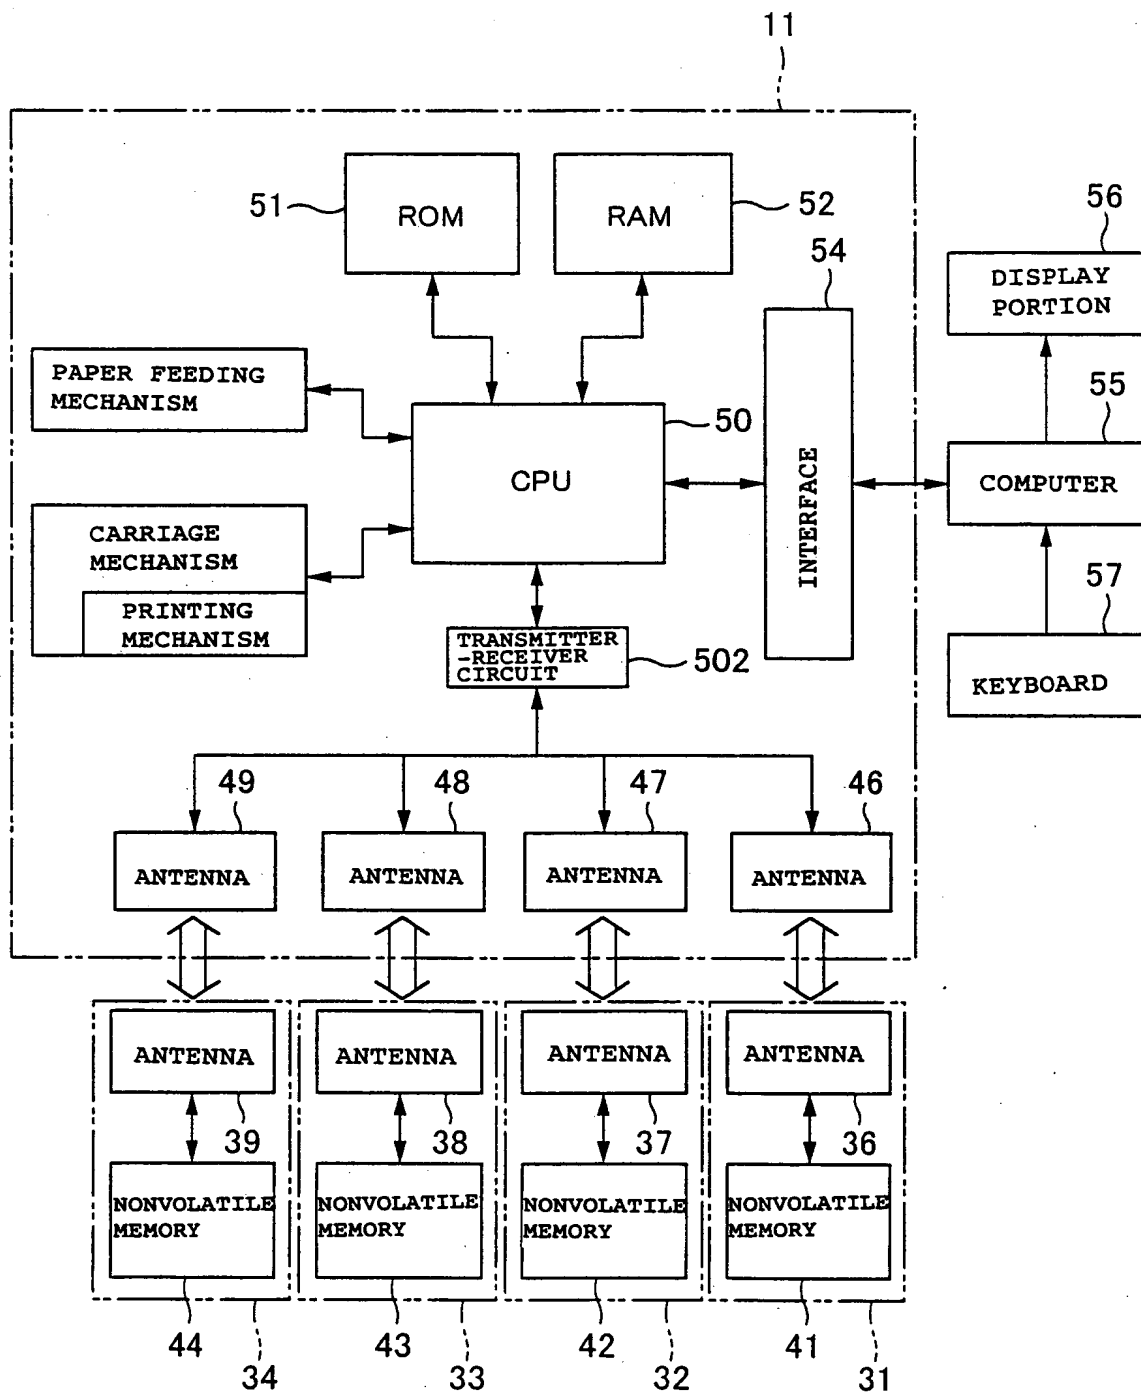 11
51
ROM
RAM
52
54
56
DISPLAY
PORTION
PAPER FEEDING
MECHANISM
50
55
CPU
INTERFACE
COMPUTER
CARRIAGE
MECHANISM
PRINTING
MECHANISM
57
TRANSMITTER
-RECEIVER
CIRCUIT
502
KEYBOARD
49
48
47
46
ANTENNA
ANTENNA
ANTENNA
ANTENNA
ANTENNA
ANTENNA
ANTENNA
ANTENNA
39
38
37
36
NONVOLATILE
MEMORY
NONVOLATILE
MEMORY
NONVOLATILE
MEMORY
NONVOLATILE
MEMORY
44
34
43
33
42
32
41
31